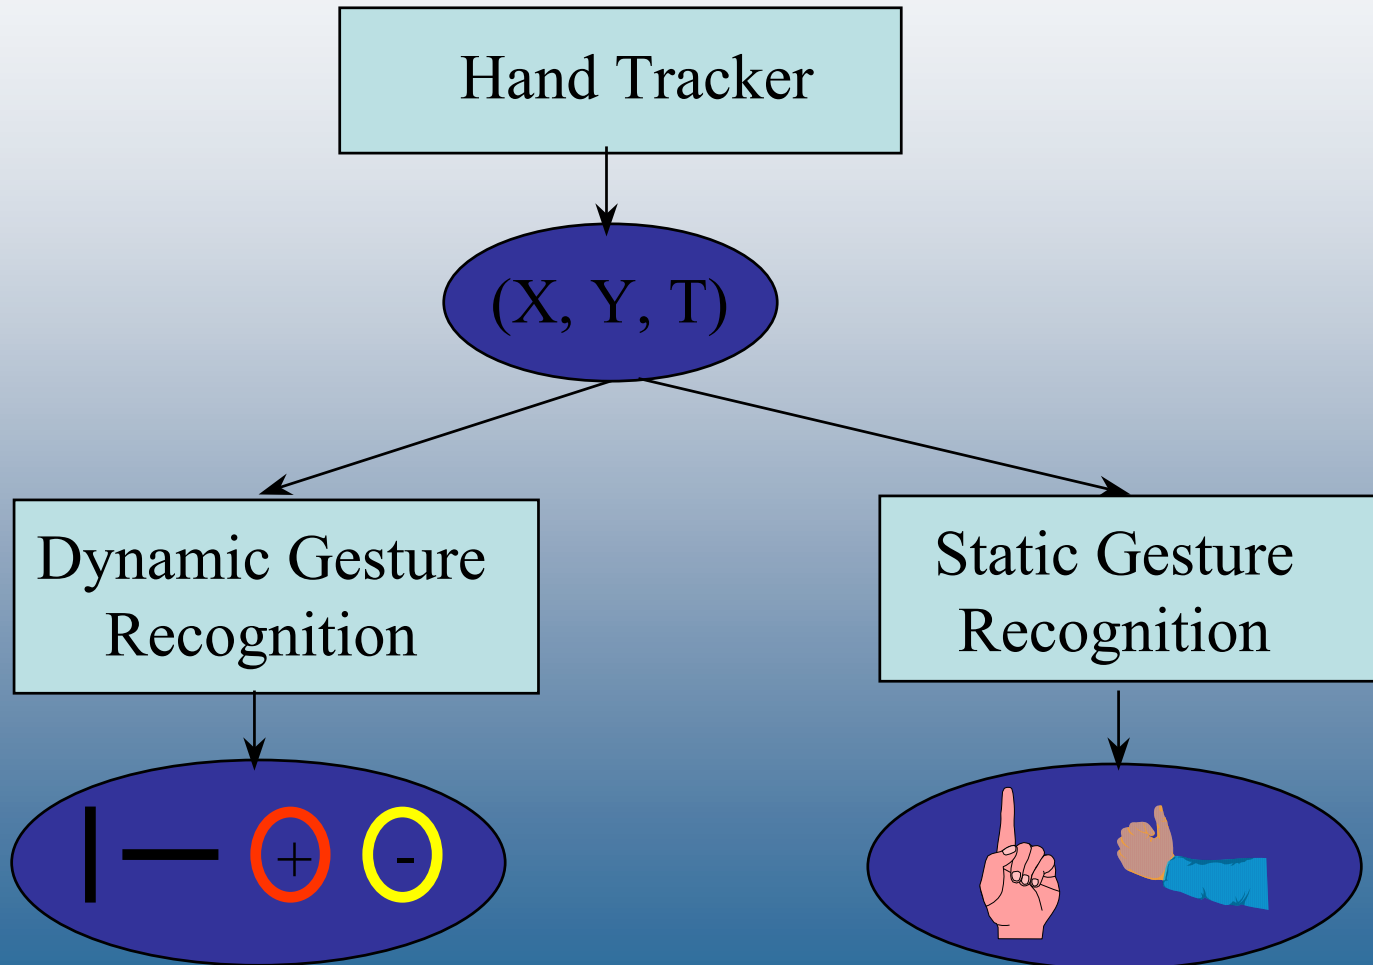 Hand Tracker
(X, Y, T)
Dynamic Gesture
Recognition
Static Gesture
Recognition
+ -